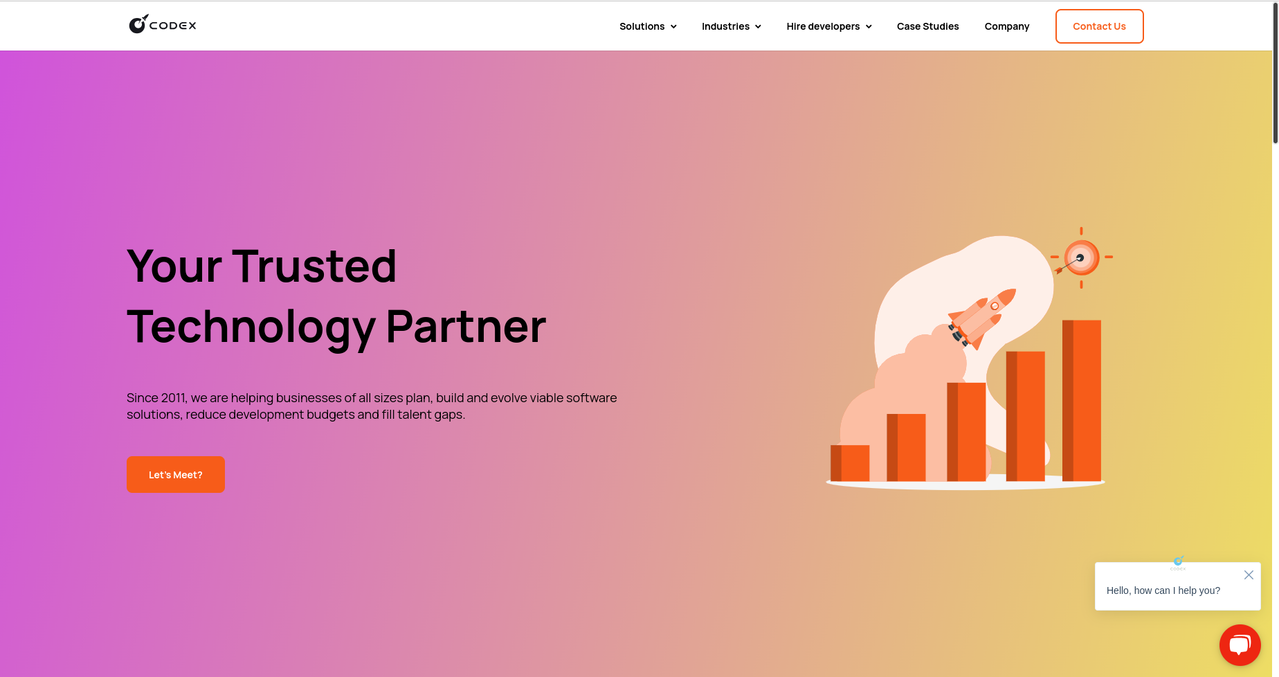 CODEX
Solutions
Industries
Hire developers
Case Studies
Company
Contact Us
Your Trusted
Technology Partner
Since 2011, we are helping businesses of all sizes plan, build and evolve viable software
solutions, reduce development budgets and fill talent gaps.
Let's Meet?
Hello, how can I help you?